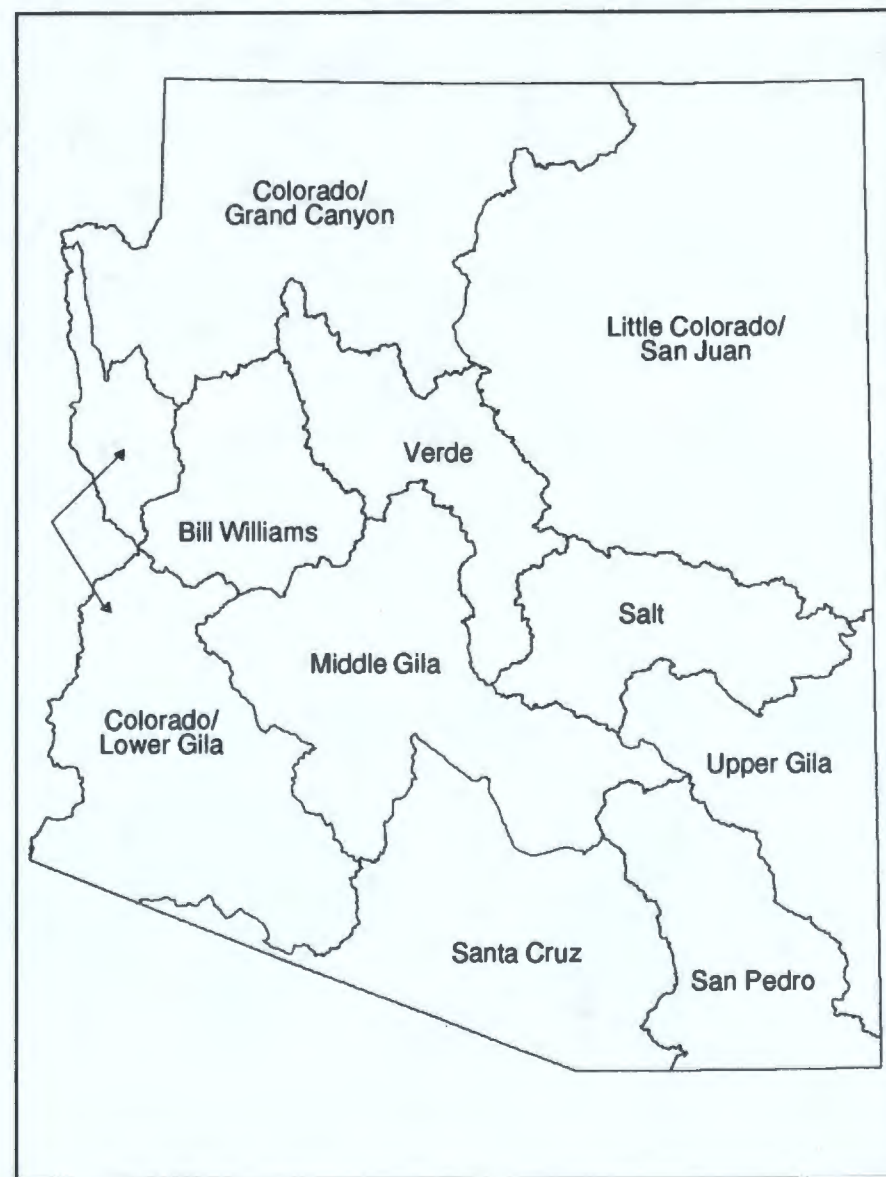 Colorado/
Grand Canyon
Little Colorado/
San Juan
Verde
Bill Williams
Salt
Middle Gila
Colorado/
Lower Gila
Upper Gila
Santa Cruz
San Pedro